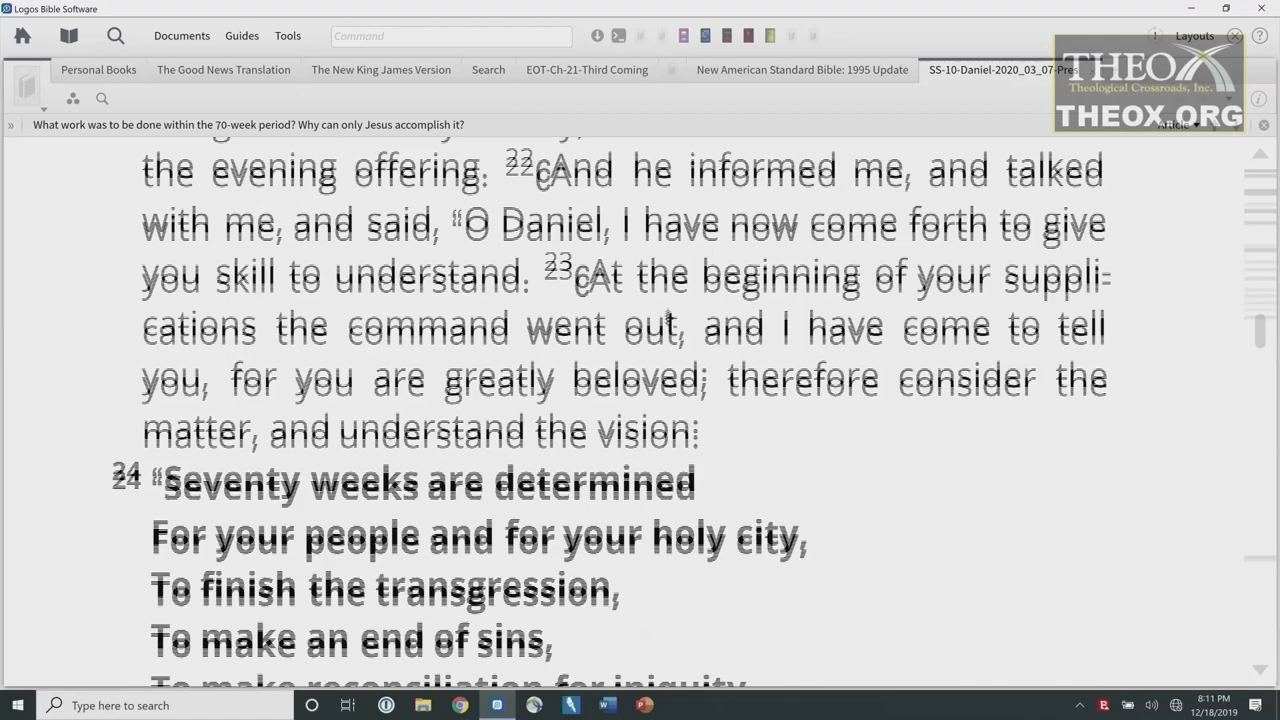 Logos Bible Software
Documents Guides Tools Command Layouts
Personal Books The Good News Translation The New King James Version Search EOT-Ch-21-Third Coming New American Standard Bible: 1995 Update SS-10-Daniel-2020_03_07-Pres
THEOX
Theological Crossroads, Inc.
THEOX.ORG
What work was to be done within the 70-week period? Why can only Jesus accomplish it? Article
the evening offering. 22 And he informed me, and talked
with me, and said, “O Daniel, I have now come forth to give
you skill to understand. 23 At the beginning of your suppli-
cations the command went out, and I have come to tell
you, for you are greatly beloved; therefore consider the
matter, and understand the vision:
24 “Seventy weeks are determined
For your people and for your holy city,
To finish the transgression,
To make an end of sins,
To make reconciliation for iniquity
Type here to search
8:11 PM
12/18/2019